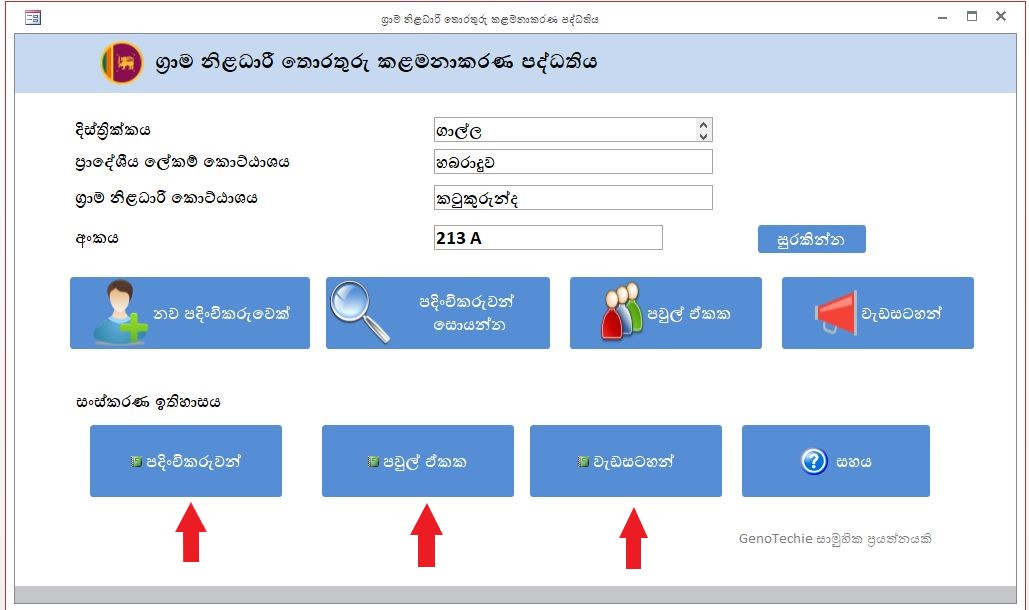 ග්‍රාම නිළධාරී තොරතුරු කළමනාකරණ පද්ධතිය
ග්‍රාම නිළධාරී තොරතුරු කළමනාකරණ පද්ධතිය
දිස්ත්‍රික්කය
ගාල්ල
ප්‍රාදේශීය ලේකම් කොට්ඨාශය
හබරාදුව
ග්‍රාම නිළධාරී කොට්ඨාශය
කටුකුරුන්ද
අංකය
213 A
සුරකින්න
නව පදිංචිකරුවෙක්
පදිංචිකරුවන්
සොයන්න
පවුල් ඒකක
වැඩසටහන්
සංස්කරණ ඉතිහාසය
පදිංචිකරුවන්
පවුල් ඒකක
වැඩසටහන්
සහය
GenoTechie සාමුහික ප්‍රයත්නයකි